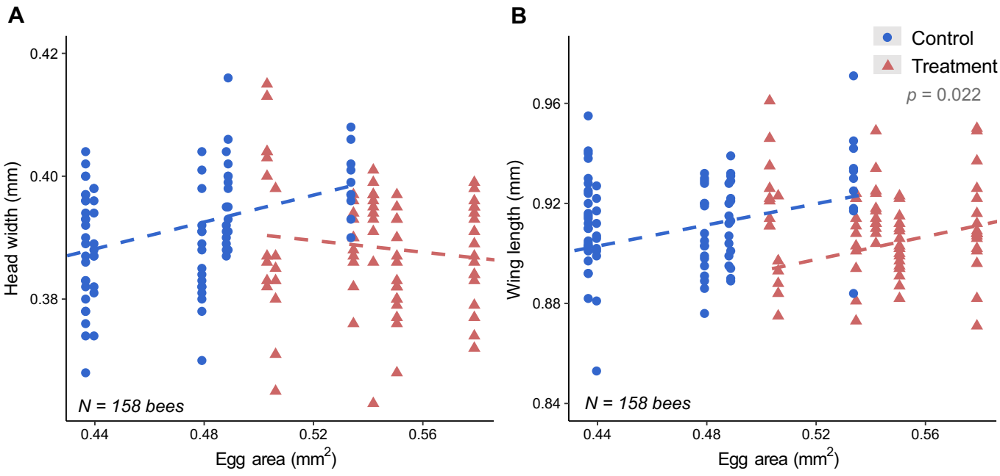 A
Head width (mm)
0.42
0.40
0.38
N = 158 bees
0.44
0.48
0.52
0.56
Egg area (mm²)
B
Control
Treatment
p = 0.022
Wing length (mm)
0.96
0.92
0.88
0.84
N = 158 bees
0.44
0.48
0.52
0.56
Egg area (mm²)